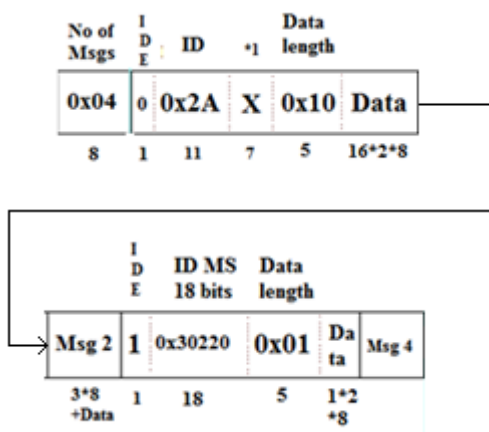 No of Msgs I D E ID *1 Data length
0x04 0 0x2A X 0x10 Data
8 1 11 7 5 16*2*8
I D E ID MS 18 bits Data length
Msg 2 1 0x30220 0x01 Da ta Msg 4
3*8 +Data 1 18 5 1*2 *8